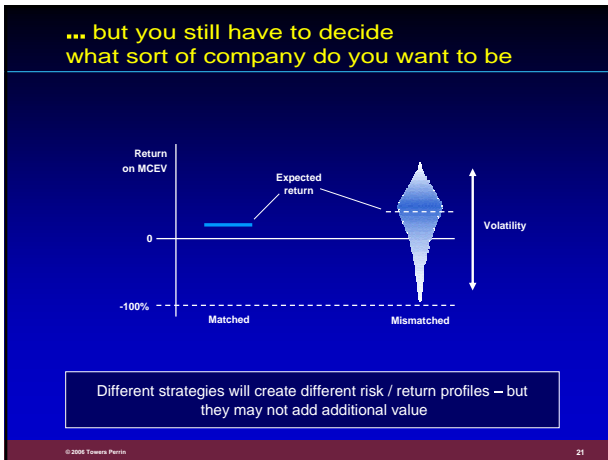 ... but you still have to decide
what sort of company do you want to be
Return
on MCEV
Expected
return
Volatility
0
-100%
Matched
Mismatched
Different strategies will create different risk / return profiles – but
they may not add additional value
© 2006 Towers Perrin
21